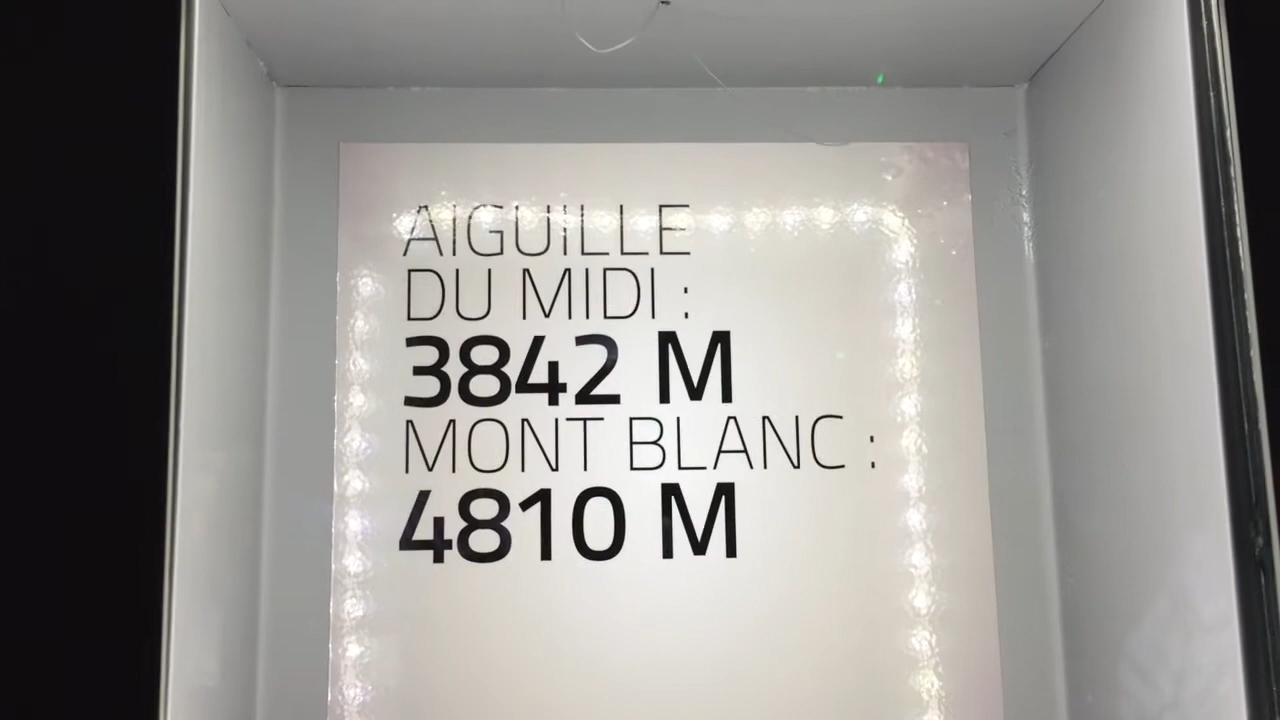 AIGUILLE
DU MIDI :
3842 M
MONT BLANC :
4810 M